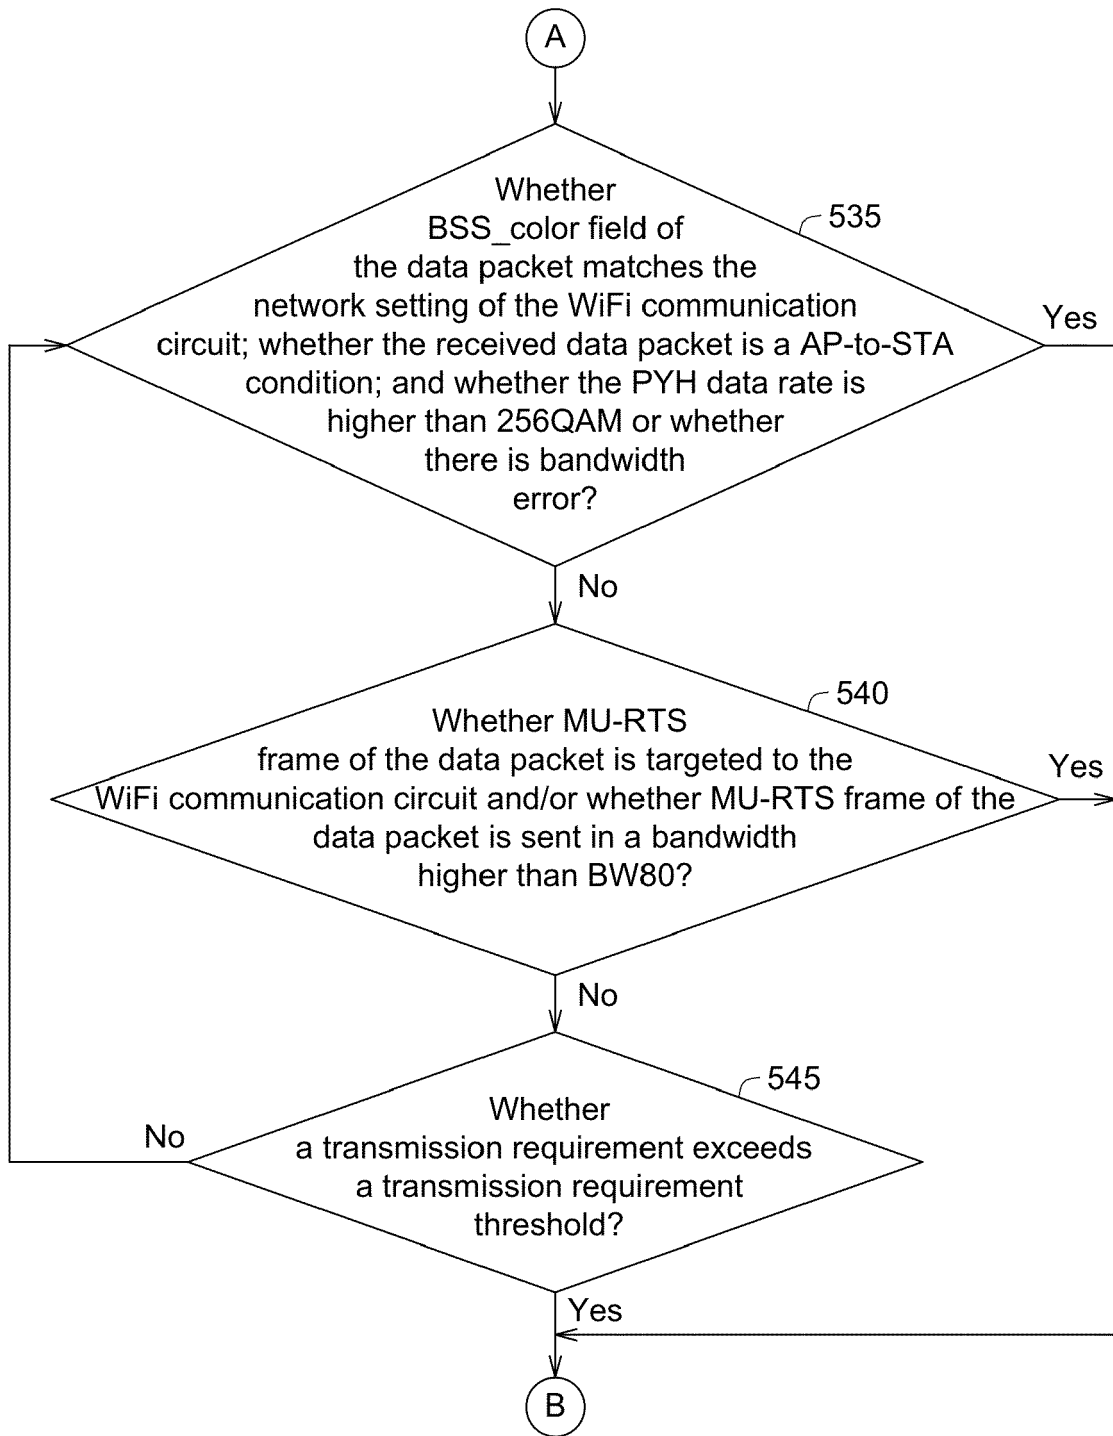 A
Whether
BSS_color field of
the data packet matches the
network setting of the WiFi communication
circuit; whether the received data packet is a AP-to-STA
condition; and whether the PYH data rate is
higher than 256QAM or whether
there is bandwidth
error?
535
Yes
No
Whether MU-RTS
frame of the data packet is targeted to the
WiFi communication circuit and/or whether MU-RTS frame of the
data packet is sent in a bandwidth
higher than BW80?
540
Yes
No
Whether
a transmission requirement exceeds
a transmission requirement
threshold?
545
No
Yes
B